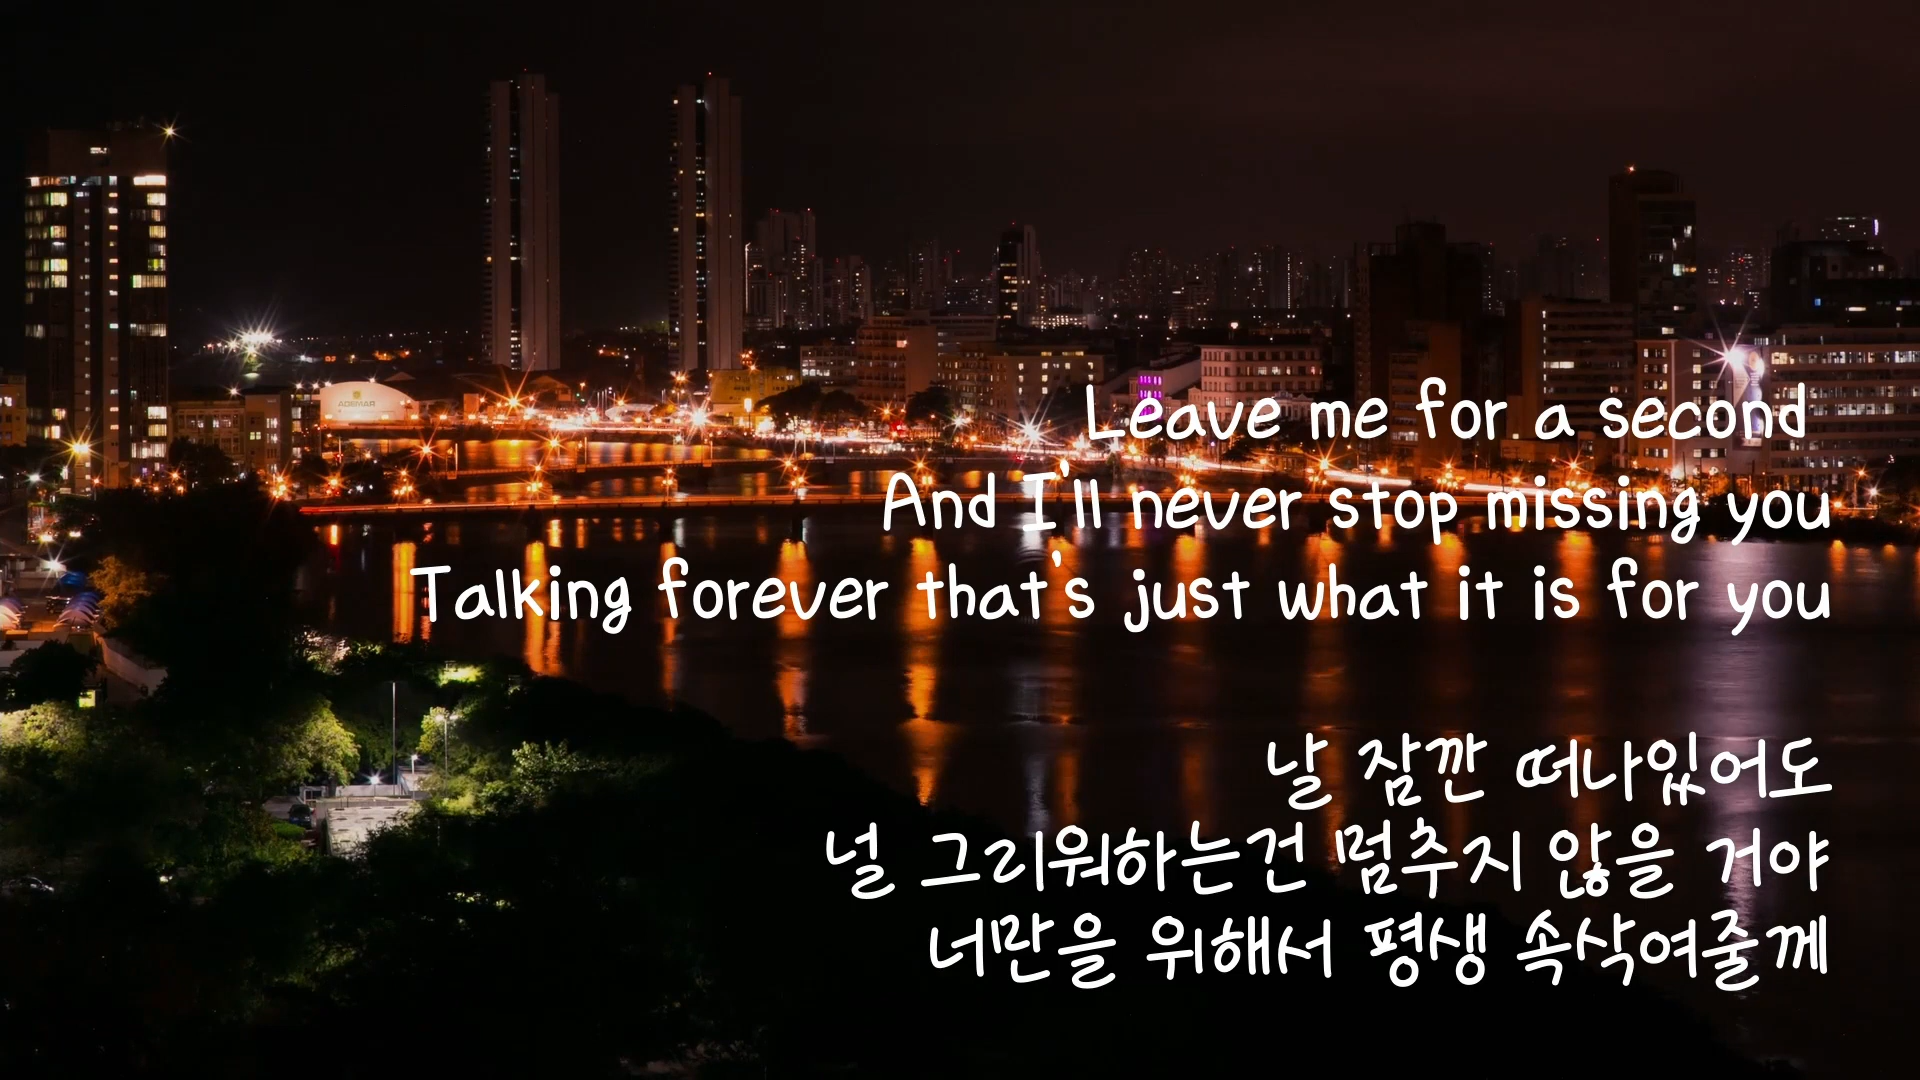 ADEMAR
Leave me for a second
And I'll never stop missing you
Talking forever that's just what it is for you
날 잠깐 떠나있어도
널 그리워하는건 멈추지 않을 거야
너만을 위해서 평생 속삭여줄께